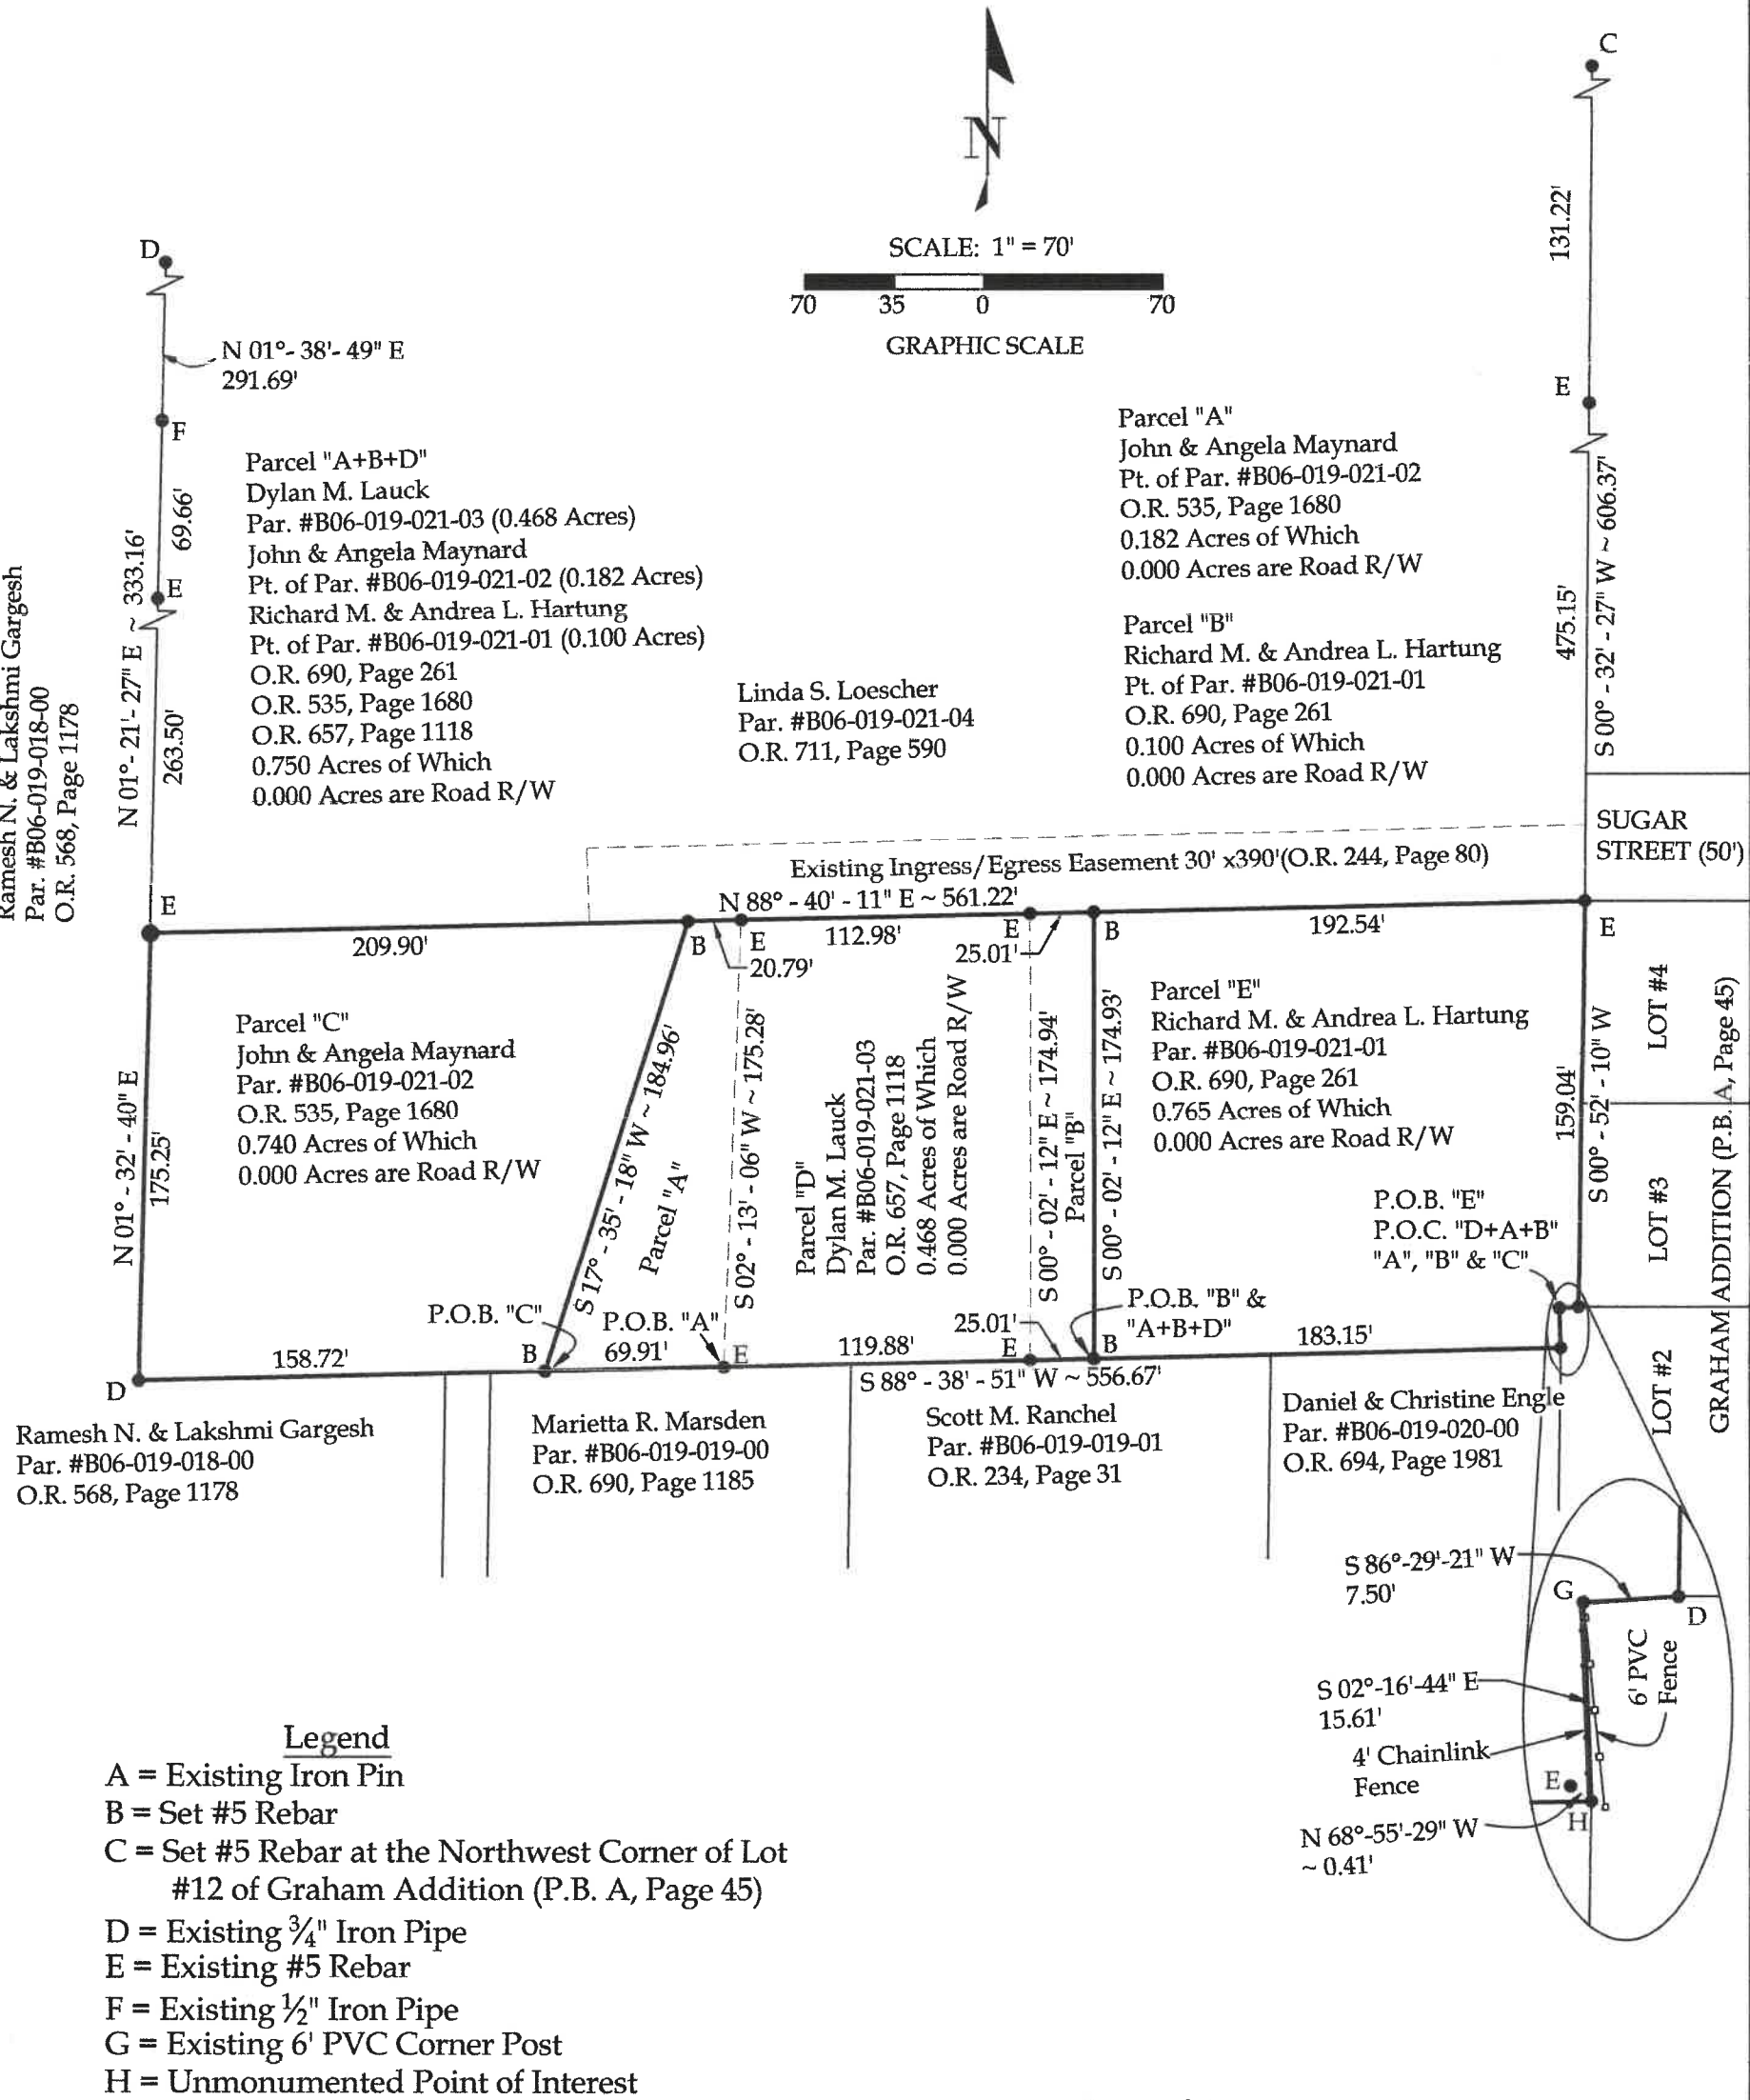 C
N
SCALE: 1" = 70'
70 35 0 70
GRAPHIC SCALE
131.22'
E
S 00° - 32' - 27" W ~ 606.37'
475.15'
D
N 01°- 38'- 49" E
291.69'
F
69.66'
N 01°- 21'- 27" E ~ 333.16'
E
263.50'
E
Ramesh N. & Lakshmi Gargesh
Par. #B06-019-018-00
O.R. 568, Page 1178
Parcel "A+B+D"
Dylan M. Lauck
Par. #B06-019-021-03 (0.468 Acres)
John & Angela Maynard
Pt. of Par. #B06-019-021-02 (0.182 Acres)
Richard M. & Andrea L. Hartung
Pt. of Par. #B06-019-021-01 (0.100 Acres)
O.R. 690, Page 261
O.R. 535, Page 1680
O.R. 657, Page 1118
0.750 Acres of Which
0.000 Acres are Road R/W
Linda S. Loescher
Par. #B06-019-021-04
O.R. 711, Page 590
Parcel "A"
John & Angela Maynard
Pt. of Par. #B06-019-021-02
O.R. 535, Page 1680
0.182 Acres of Which
0.000 Acres are Road R/W
Parcel "B"
Richard M. & Andrea L. Hartung
Pt. of Par. #B06-019-021-01
O.R. 690, Page 261
0.100 Acres of Which
0.000 Acres are Road R/W
SUGAR
STREET (50')
Existing Ingress/Egress Easement 30' x390'(O.R. 244, Page 80)
N 88° - 40' - 11" E ~ 561.22'
209.90'
B
E
20.79'
112.98'
E
25.01'
B
192.54'
E
N 01° - 32' - 40" E
175.25'
Parcel "C"
John & Angela Maynard
Par. #B06-019-021-02
O.R. 535, Page 1680
0.740 Acres of Which
0.000 Acres are Road R/W
S 17° - 35' - 18" W ~ 184.96'
Parcel "A"
S 02° - 13' - 06" W ~ 175.28'
Parcel "D"
Dylan M. Lauck
Par. #B06-019-021-03
O.R. 657, Page 1118
0.468 Acres of Which
0.000 Acres are Road R/W
S 00° - 02' - 12" E ~ 174.94'
Parcel "B"
S 00° - 02' - 12" E ~ 174.93'
Parcel "E"
Richard M. & Andrea L. Hartung
Par. #B06-019-021-01
O.R. 690, Page 261
0.765 Acres of Which
0.000 Acres are Road R/W
159.04'
S 00° - 52' - 10" W
LOT #4
LOT #3
LOT #2
GRAHAM ADDITION (P.B. A, Page 45)
P.O.B. "E"
P.O.C. "D+A+B"
"A", "B" & "C"
P.O.B. "C"
P.O.B. "A"
P.O.B. "B" &
"A+B+D"
D
158.72'
B
69.91'
E
119.88'
25.01'
E
B
183.15'
S 88° - 38' - 51" W ~ 556.67'
Ramesh N. & Lakshmi Gargesh
Par. #B06-019-018-00
O.R. 568, Page 1178
Marietta R. Marsden
Par. #B06-019-019-00
O.R. 690, Page 1185
Scott M. Ranchel
Par. #B06-019-019-01
O.R. 234, Page 31
Daniel & Christine Engle
Par. #B06-019-020-00
O.R. 694, Page 1981
S 86°-29'-21" W
7.50'
G
D
6' PVC
Fence
S 02°-16'-44" E
15.61'
4' Chainlink
Fence
E
H
N 68°-55'-29" W
~ 0.41'
Legend
A = Existing Iron Pin
B = Set #5 Rebar
C = Set #5 Rebar at the Northwest Corner of Lot
#12 of Graham Addition (P.B. A, Page 45)
D = Existing ¾" Iron Pipe
E = Existing #5 Rebar
F = Existing ½" Iron Pipe
G = Existing 6' PVC Corner Post
H = Unmonumented Point of Interest